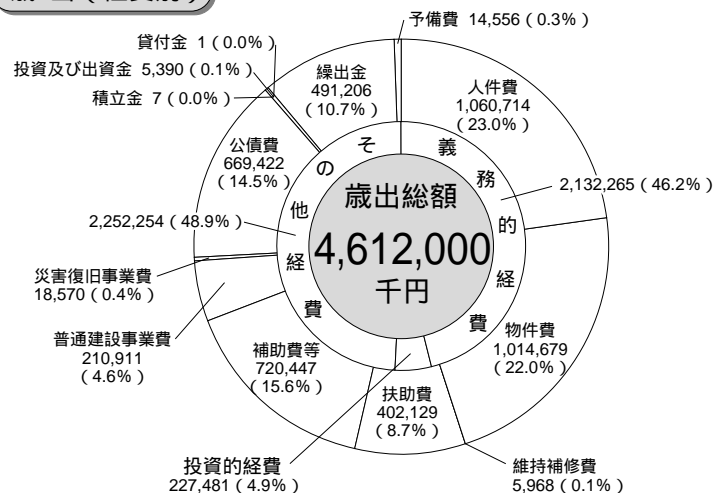 予備費 14,556 ( 0.3% )
貸付金 1 ( 0.0% )
投資及び出資金 5,390 ( 0.1% )
積立金 7 ( 0.0% )
繰出金
491,206
( 10.7% )
人件費
1,060,714
( 23.0% )
公債費
669,422
( 14.5% )
その他経費
義務的経費
2,132,265 ( 46.2% )
2,252,254 ( 48.9% )
歳出総額
4,612,000
千円
災害復旧事業費
18,570 ( 0.4% )
普通建設事業費
210,911
( 4.6% )
補助費等
720,447
( 15.6% )
物件費
1,014,679
( 22.0% )
扶助費
402,129
( 8.7% )
投資的経費
227,481 ( 4.9% )
維持補修費
5,968 ( 0.1% )